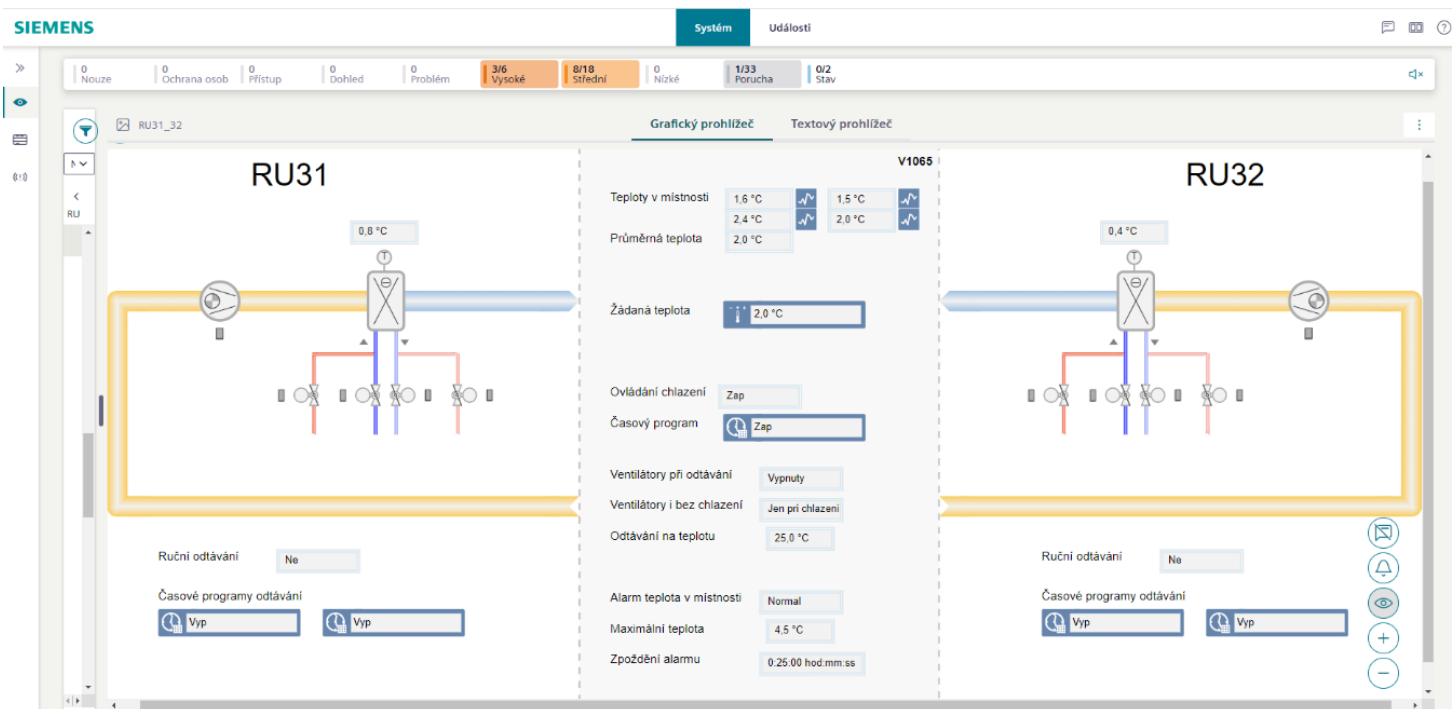 SIEMENS
Systém
Události
0 Nouze
0 Ochrana osob
0 Přístup
0 Dohled
0 Problém
3/6 Vysoké
8/18 Střední
0 Nízké
1/33 Porucha
0/2 Stav
RU31_32
Grafický prohlížeč
Textový prohlížeč
RU
RU31
0,8 °C
T
Ruční odtávání Ne
Časové programy odtávání
Vyp Vyp
V1065
Teploty v místnosti 1,6 °C 1,5 °C
2,4 °C 2,0 °C
Průměrná teplota 2,0 °C
Žádaná teplota 2,0 °C
Ovládání chlazení Zap
Časový program Zap
Ventilátory při odtávání Vypnuty
Ventilátory i bez chlazení Jen pri chlazeni
Odtávání na teplotu 25,0 °C
Alarm teplota v místnosti Normal
Maximální teplota 4,5 °C
Zpoždění alarmu 0:25:00 hod:mm:ss
RU32
0,4 °C
T
Ruční odtávání Ne
Časové programy odtávání
Vyp Vyp